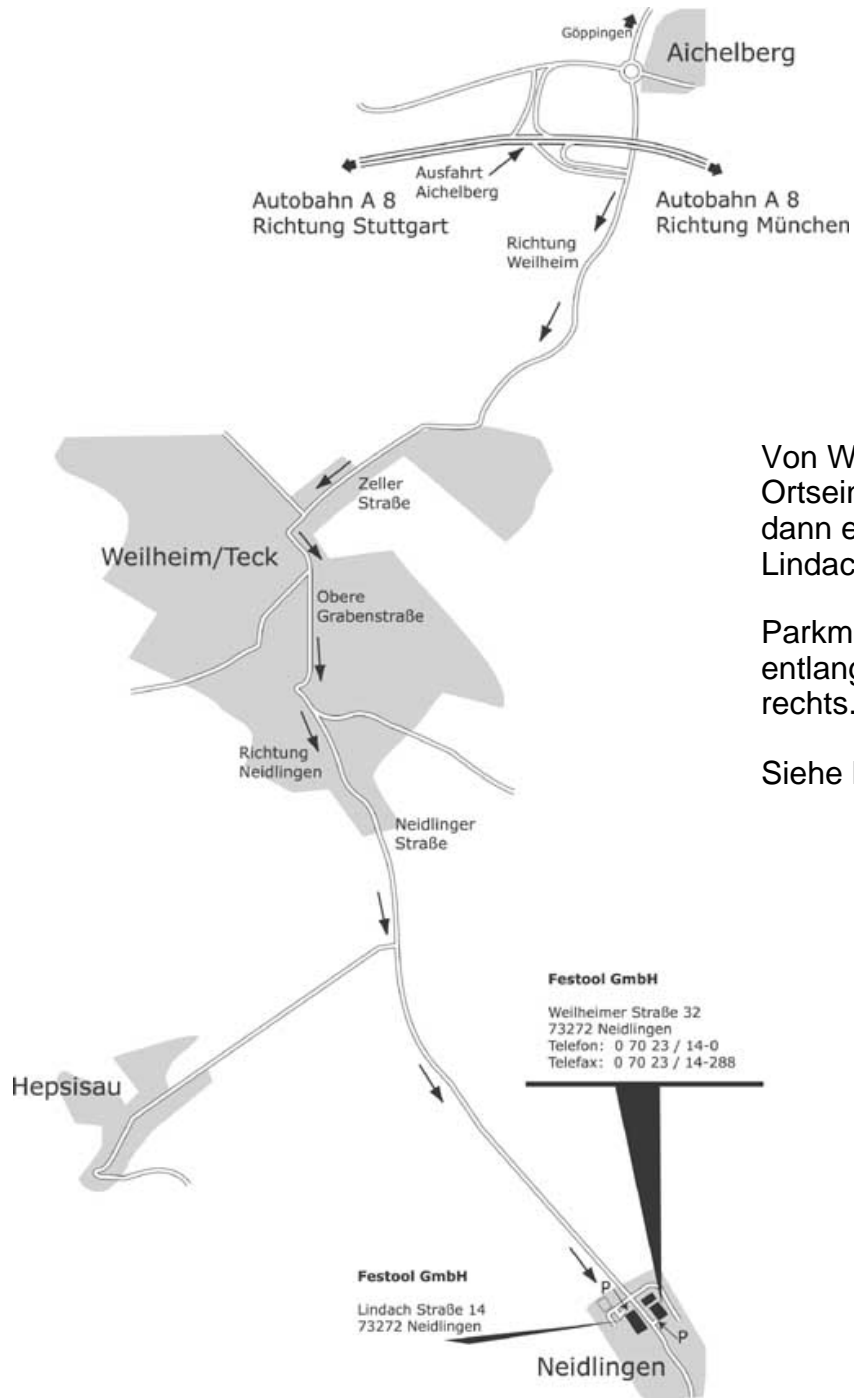 Göppingen
Aichelberg
Ausfahrt
Aichelberg
Autobahn A 8
Richtung Stuttgart
Autobahn A 8
Richtung München
Richtung
Weilheim
Zeller
Straße
Weilheim/Teck
Obere
Grabenstraße
Richtung
Neidlingen
Neidlinger
Straße
Von W
dann e
Lindac
Parkm
entlang
rechts.
Siehe
Hepsisau
Festool GmbH
Weilheimer Straße 32
73272 Neidlingen
Telefon: 0 70 23 / 14-0
Telefax: 0 70 23 / 14-288
Festool GmbH
Lindach Straße 14
73272 Neidlingen
P
P
Neidlingen